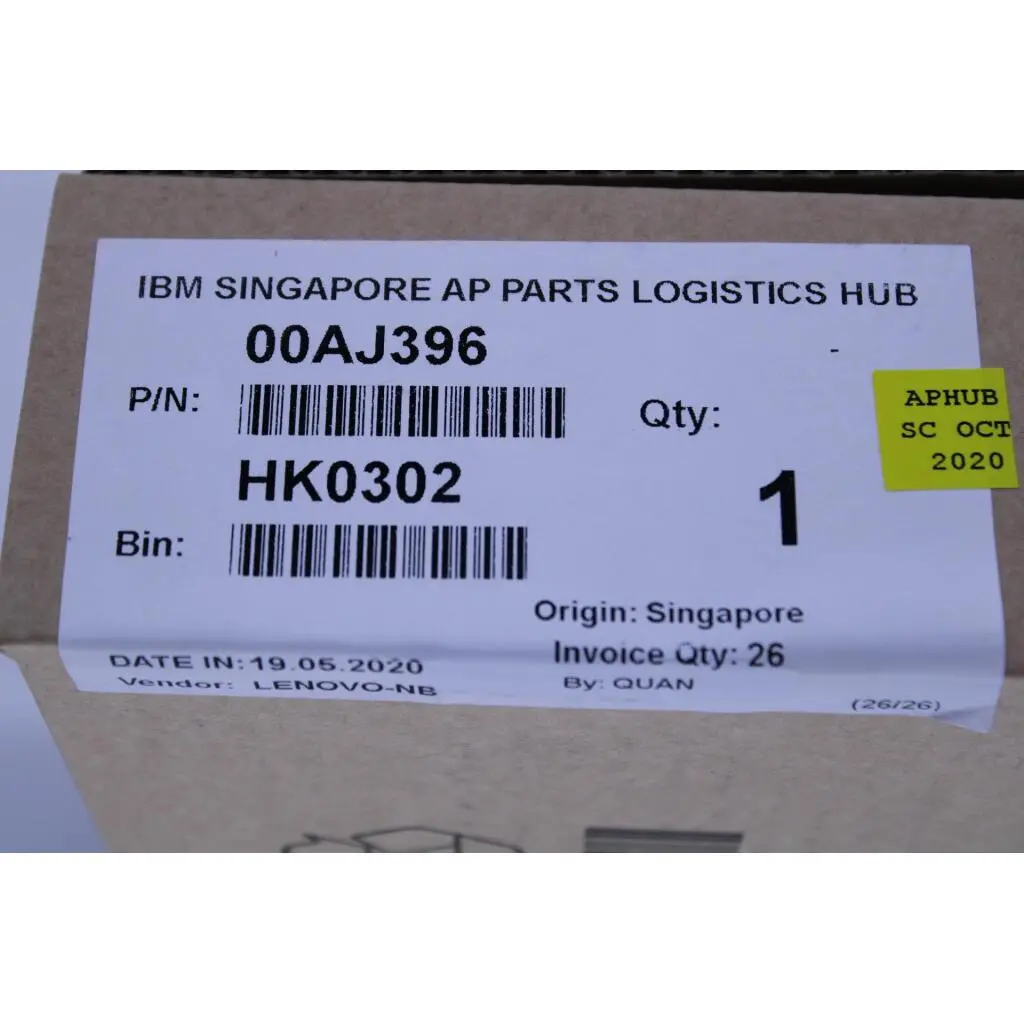 IBM SINGAPORE AP PARTS LOGISTICS HUB
00AJ396
-
P/N:
Qty:
APHUB
SC OCT
2020
HK0302
1
Bin:
Origin: Singapore
DATE IN: 19.05.2020
Invoice Qty: 26
Vendor: LENOVO-NB
By: QUAN
(26/26)